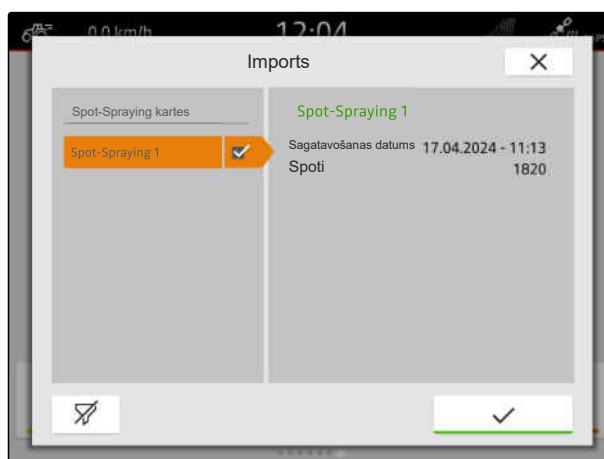 0.0 km/h 12:04
Imports
Spot-Spraying kartes
Spot-Spraying 1
Spot-Spraying 1
Sagatavošanas datums 17.04.2024 - 11:13
Spoti 1820